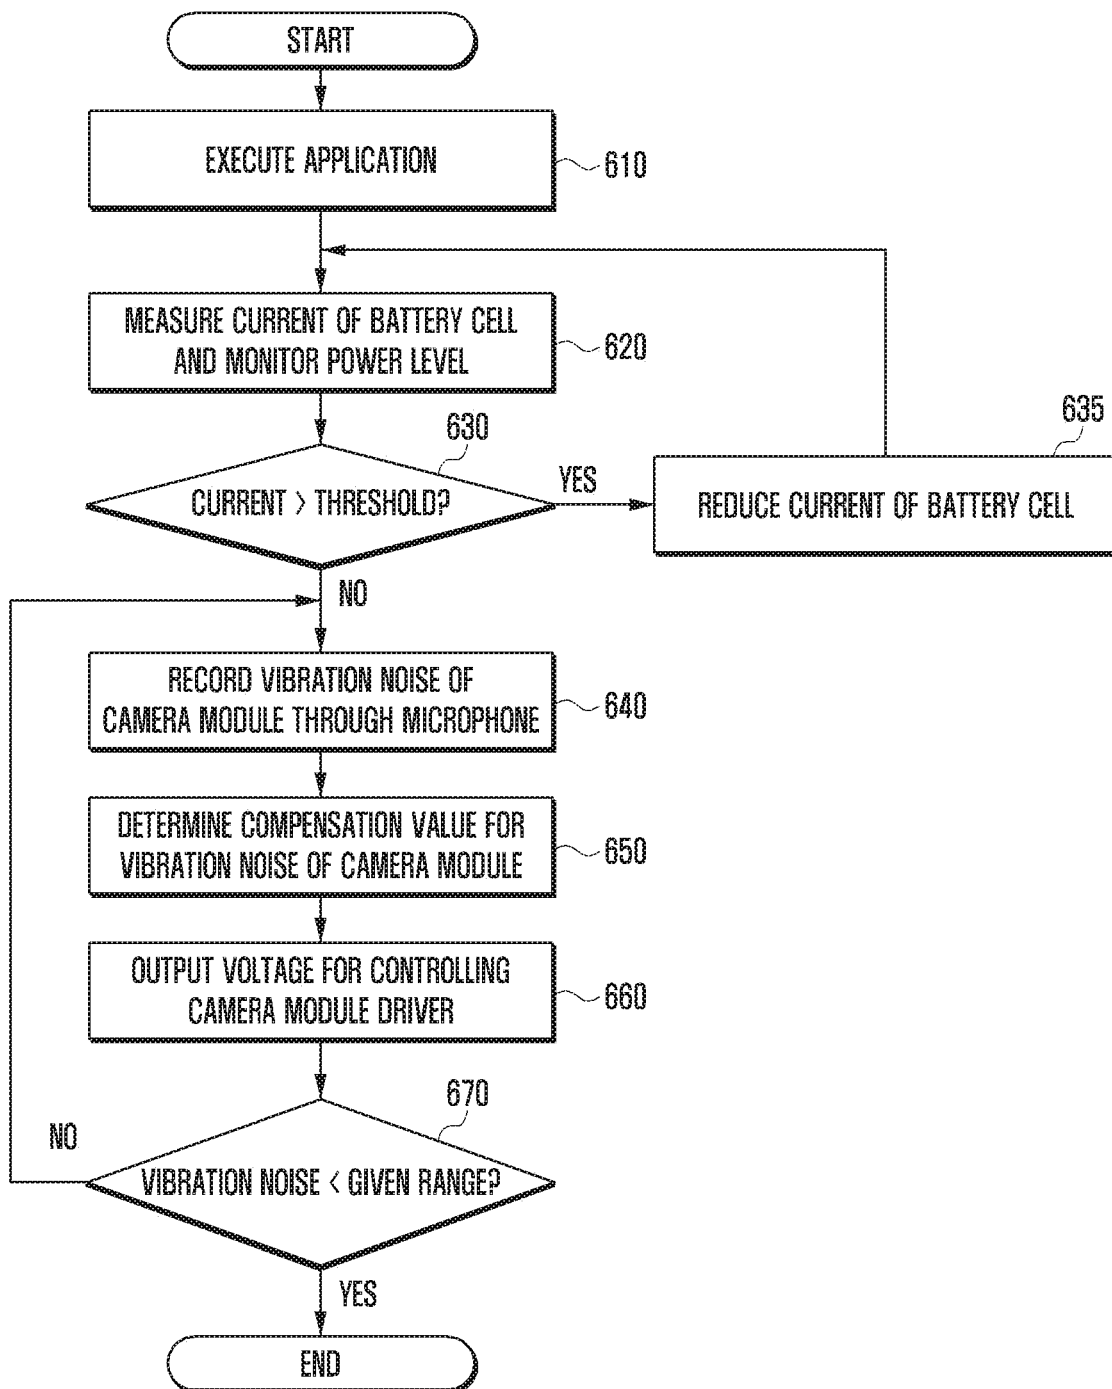 START
EXECUTE APPLICATION
610
MEASURE CURRENT OF BATTERY CELL
AND MONITOR POWER LEVEL
620
630
CURRENT > THRESHOLD?
YES
635
REDUCE CURRENT OF BATTERY CELL
NO
RECORD VIBRATION NOISE OF
CAMERA MODULE THROUGH MICROPHONE
640
DETERMINE COMPENSATION VALUE FOR
VIBRATION NOISE OF CAMERA MODULE
650
OUTPUT VOLTAGE FOR CONTROLLING
CAMERA MODULE DRIVER
660
670
NO
VIBRATION NOISE < GIVEN RANGE?
YES
END